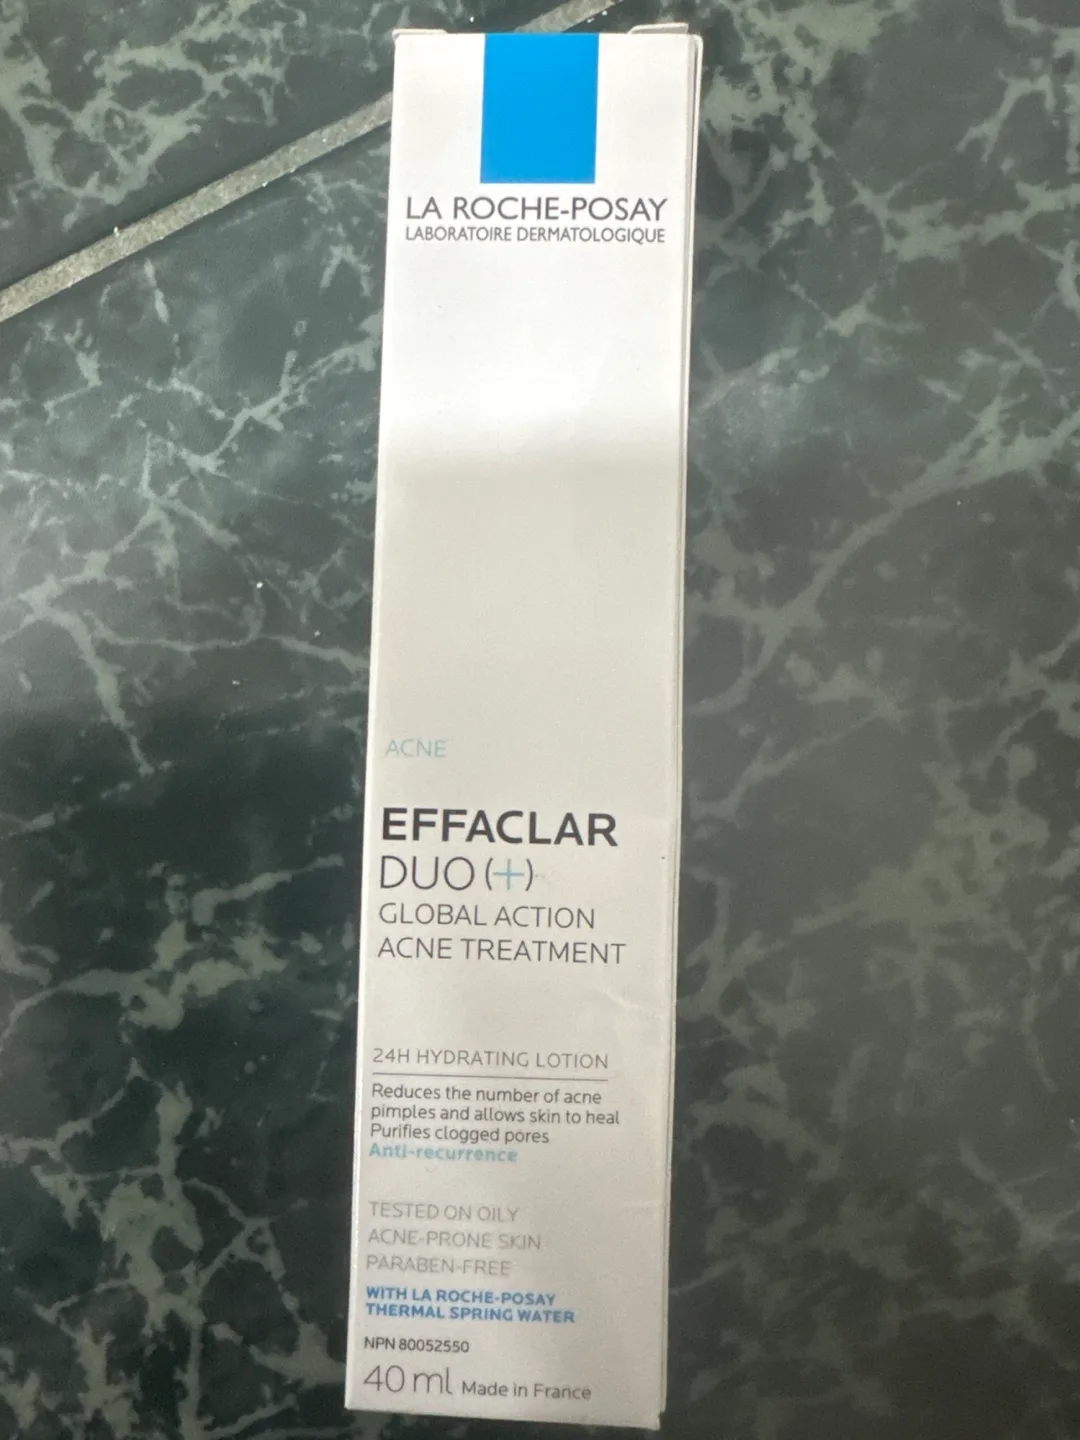 LA ROCHE-POSAY
LABORATOIRE DERMATOLOGIQUE
ACNE
EFFACLAR
DUO (+)
GLOBAL ACTION
ACNE TREATMENT
24H HYDRATING LOTION
Reduces the number of acne
pimples and allows skin to heal
Purifies clogged pores
Anti-recurrence
TESTED ON OILY
ACNE-PRONE SKIN
PARABEN-FREE
WITH LA ROCHE-POSAY
THERMAL SPRING WATER
NPN 80052550
40 ml Made in France